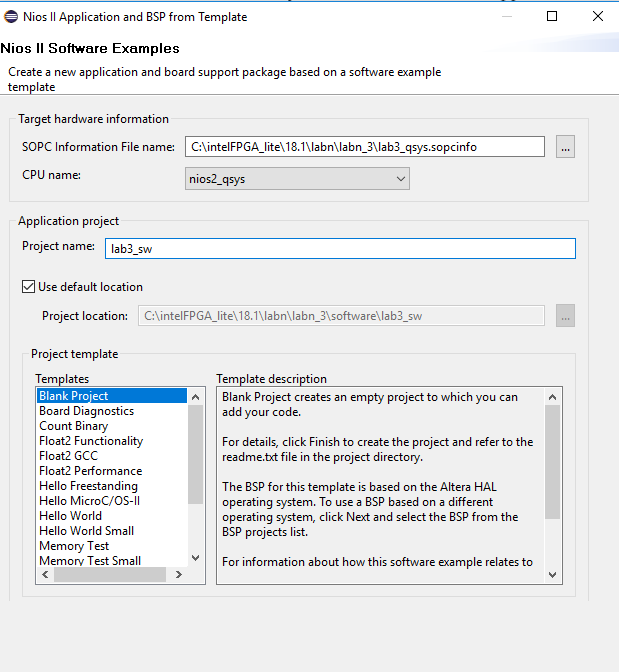 Nios II Application and BSP from Template
Nios II Software Examples
Create a new application and board support package based on a software example
template
Target hardware information
SOPC Information File name:
C:\intelFPGA_lite\18.1\labn\labn_3\lab3_qsys.sopcinfo
...
CPU name:
nios2_qsys
Application project
Project name:
lab3_sw
Use default location
Project location:
C:\intelFPGA_lite\18.1\labn\labn_3\software\lab3_sw
...
Project template
Templates
Blank Project
Board Diagnostics
Count Binary
Float2 Functionality
Float2 GCC
Float2 Performance
Hello Freestanding
Hello MicroC/OS-II
Hello World
Hello World Small
Memory Test
Memory Test Small
Template description
Blank Project creates an empty project to which you can
add your code.
For details, click Finish to create the project and refer to the
readme.txt file in the project directory.
The BSP for this template is based on the Altera HAL
operating system. To use a BSP based on a different
operating system, click Next and select the BSP from the
BSP projects list.
For information about how this software example relates to